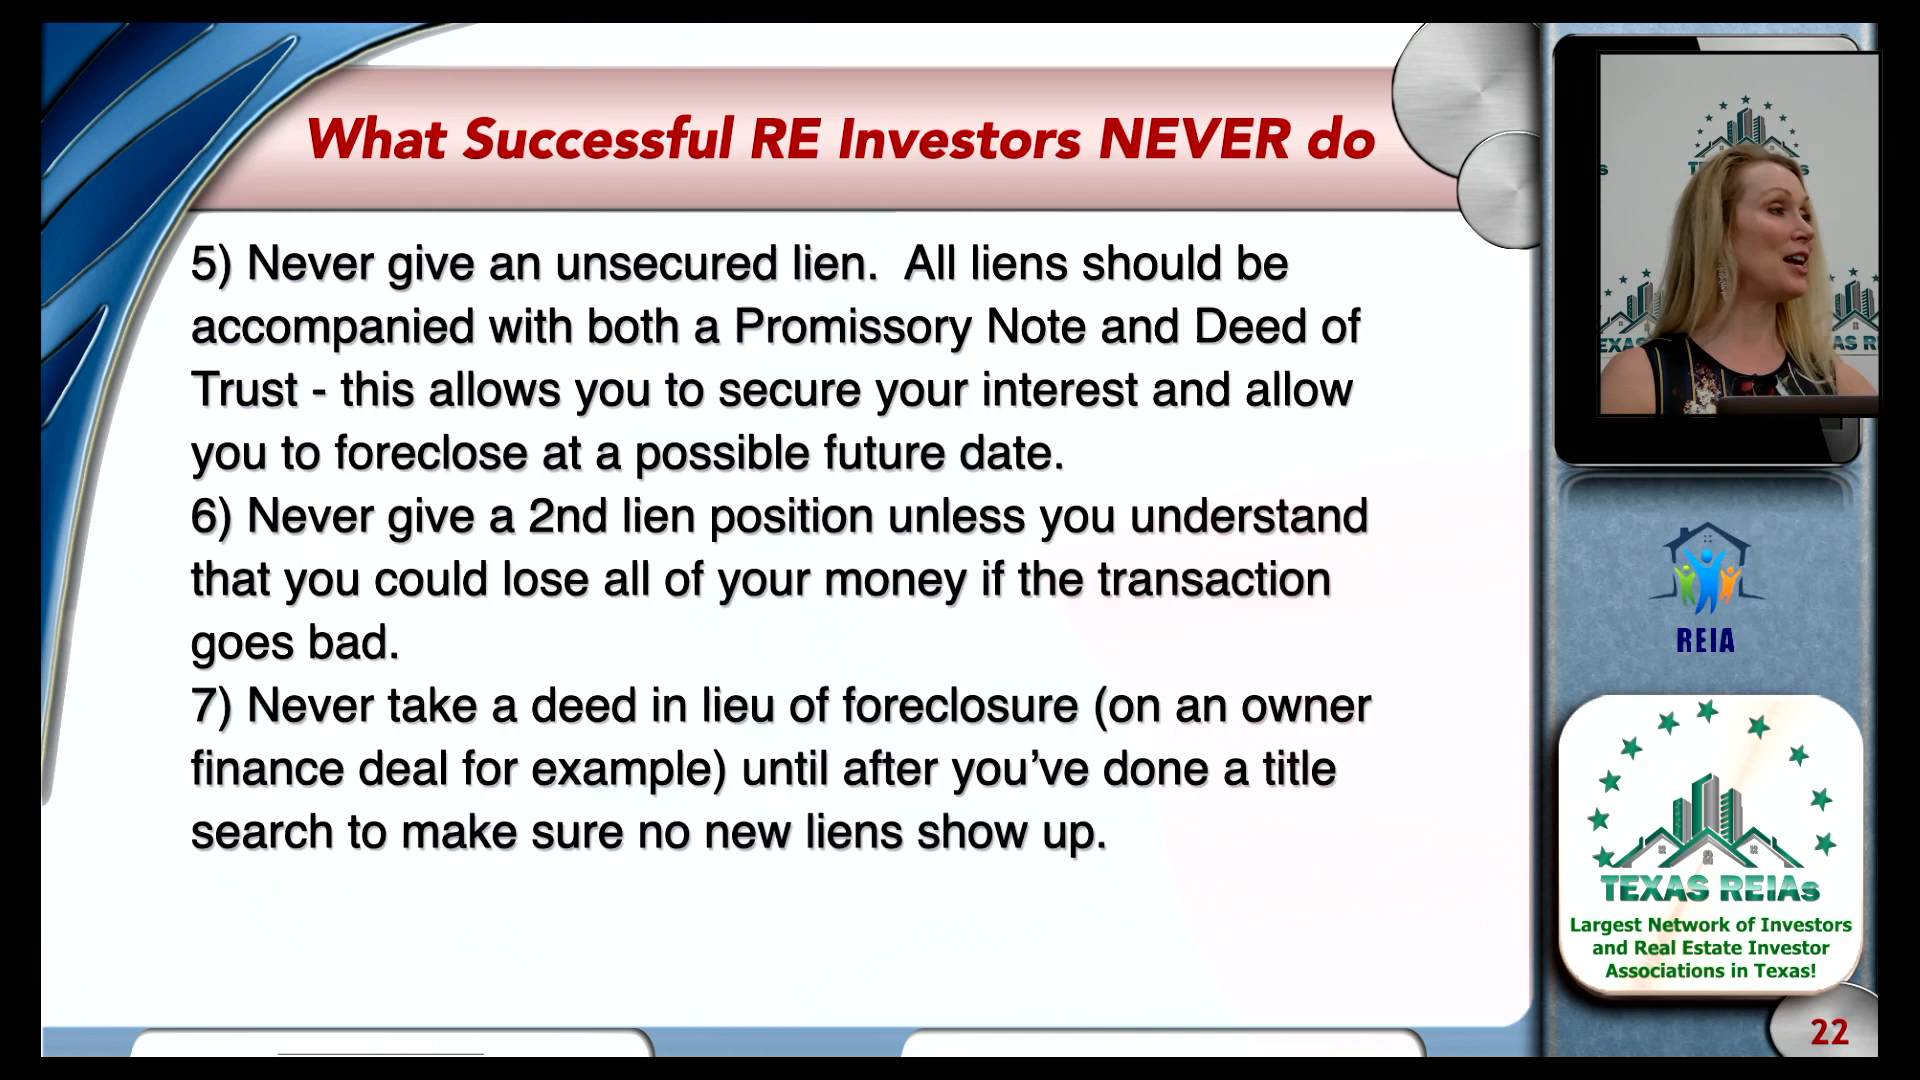 What Successful RE Investors NEVER do
5) Never give an unsecured lien.  All liens should be
accompanied with both a Promissory Note and Deed of
Trust - this allows you to secure your interest and allow
you to foreclose at a possible future date.
6) Never give a 2nd lien position unless you understand
that you could lose all of your money if the transaction
goes bad.
7) Never take a deed in lieu of foreclosure (on an owner
finance deal for example) until after you’ve done a title
search to make sure no new liens show up.
REIA
TEXAS REIAs
Largest Network of Investors
and Real Estate Investor
Associations in Texas!
22